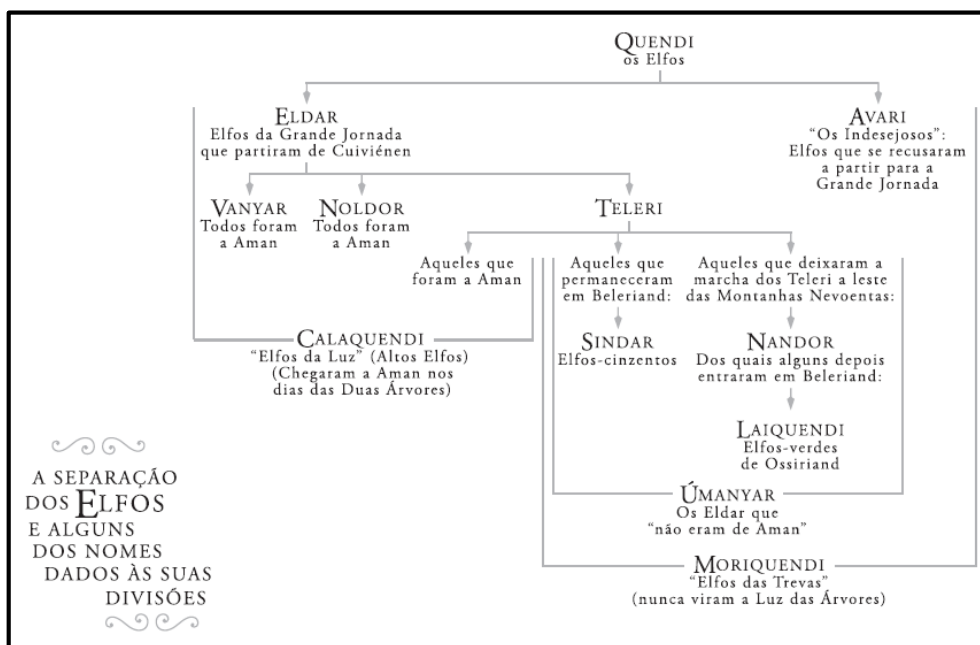 QUENDI
os Elfos
ELDAR
Elfos da Grande Jornada
que partiram de Cuiviénen
AVARI
“Os Indesejosos”:
Elfos que se recusaram
a partir para a
Grande Jornada
VANYAR
Todos foram
a Aman
NOLDOR
Todos foram
a Aman
TELERI
Aqueles que
foram a Aman
Aqueles que
permaneceram
em Beleriand:
Aqueles que deixaram a
marcha dos Teleri a leste
das Montanhas Nevoentas:
CALAQUENDI
“Elfos da Luz” (Altos Elfos)
(Chegaram a Aman nos
dias das Duas Árvores)
SINDAR
Elfos-cinzentos
NANDOR
Dos quais alguns depois
entraram em Beleriand:
LAIQUENDI
Elfos-verdes
de Ossiriand
ÚMANYAR
Os Eldar que
“não eram de Aman”
MORIQUENDI
“Elfos das Trevas”
(nunca viram a Luz das Árvores)
A SEPARAÇÃO
DOS ELFOS
E ALGUNS
DOS NOMES
DADOS ÀS SUAS
DIVISÕES